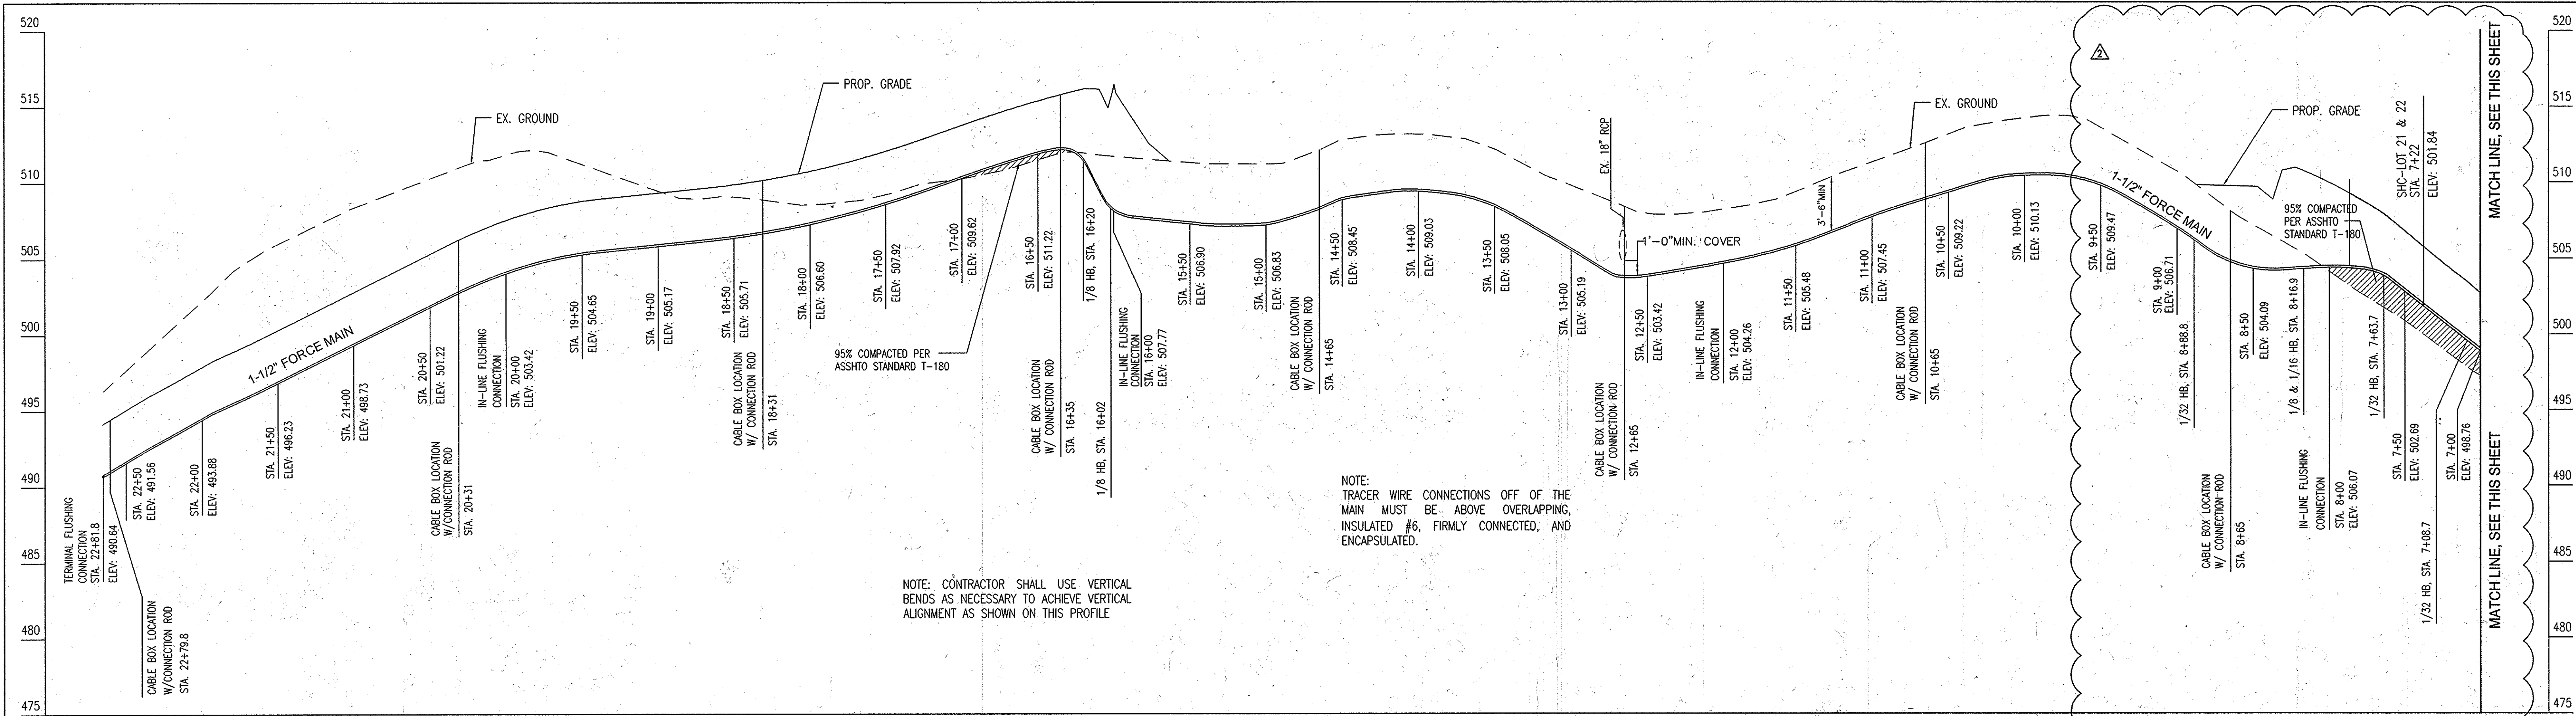 520
515
510
505
500
495
490
485
480
475
TERMINAL FLUSHING
CONNECTION
STA. 22+81.8
ELEV: 490.64
CABLE BOX LOCATION
W/CONNECTION ROD
STA. 22+79.8
STA. 22+50
ELEV: 491.56
STA. 22+00
ELEV: 493.88
1-1/2" FORCE MAIN
STA. 21+50
ELEV: 496.23
STA. 21+00
ELEV: 498.73
STA. 20+50
ELEV: 501.22
CABLE BOX LOCATION
W/CONNECTION ROD
STA. 20+31
EX. GROUND
IN-LINE FLUSHING
CONNECTION
STA. 20+00
ELEV: 503.42
STA. 19+50
ELEV: 504.65
STA. 19+00
ELEV: 505.17
STA. 18+50
ELEV: 505.71
CABLE BOX LOCATION
W/ CONNECTION ROD
STA. 18+31
PROP. GRADE
STA. 18+00
ELEV: 506.60
STA. 17+50
ELEV: 507.92
95% COMPACTED PER
ASSHTO STANDARD T-180
STA. 17+00
ELEV: 509.62
STA. 16+50
ELEV: 511.22
CABLE BOX LOCATION
W/ CONNECTION ROD
STA. 16+35
1/8 HB, STA. 16+20
1/8 HB, STA. 16+02
IN-LINE FLUSHING
CONNECTION
STA. 16+00
ELEV: 507.77
NOTE: CONTRACTOR SHALL USE VERTICAL
BENDS AS NECESSARY TO ACHIEVE VERTICAL
ALIGNMENT AS SHOWN ON THIS PROFILE
STA. 15+50
ELEV: 506.90
STA. 15+00
ELEV: 506.83
CABLE BOX LOCATION
W/ CONNECTION ROD
STA. 14+65
STA. 14+50
ELEV: 508.45
STA. 14+00
ELEV: 509.03
STA. 13+50
ELEV: 508.05
NOTE:
TRACER WIRE CONNECTIONS OFF OF THE
MAIN MUST BE ABOVE OVERLAPPING,
INSULATED #6, FIRMLY CONNECTED, AND
ENCAPSULATED.
STA. 13+00
ELEV: 505.19
EX. 18" RCP
CABLE BOX LOCATION
W/ CONNECTION ROD
STA. 12+65
1'-0"MIN. COVER
STA. 12+50
ELEV: 503.42
IN-LINE FLUSHING
CONNECTION
STA. 12+00
ELEV: 504.26
STA. 11+50
ELEV: 505.48
3'-6"MIN
STA. 11+00
ELEV: 507.45
EX. GROUND
CABLE BOX LOCATION
W/ CONNECTION ROD
STA. 10+65
STA. 10+50
ELEV: 509.22
STA. 10+00
ELEV: 510.13
2
STA. 9+50
ELEV: 509.47
1-1/2" FORCE MAIN
STA. 9+00
ELEV: 506.71
1/32 HB, STA. 8+88.8
CABLE BOX LOCATION
W/ CONNECTION ROD
STA. 8+65
STA. 8+50
ELEV: 504.09
PROP. GRADE
1/8 & 1/16 HB, STA. 8+16.9
IN-LINE FLUSHING
CONNECTION
STA. 8+00
ELEV: 506.07
95% COMPACTED
PER ASSHTO
STANDARD T-180
1/32 HB, STA. 7+63.7
STA. 7+50
ELEV: 502.69
SHC-LOT 21 & 22
STA. 7+22
ELEV: 501.84
1/32 HB, STA. 7+08.7
STA. 7+00
ELEV: 498.76
MATCH LINE, SEE THIS SHEET
MATCH LINE, SEE THIS SHEET
520
515
510
505
500
495
490
485
480
475